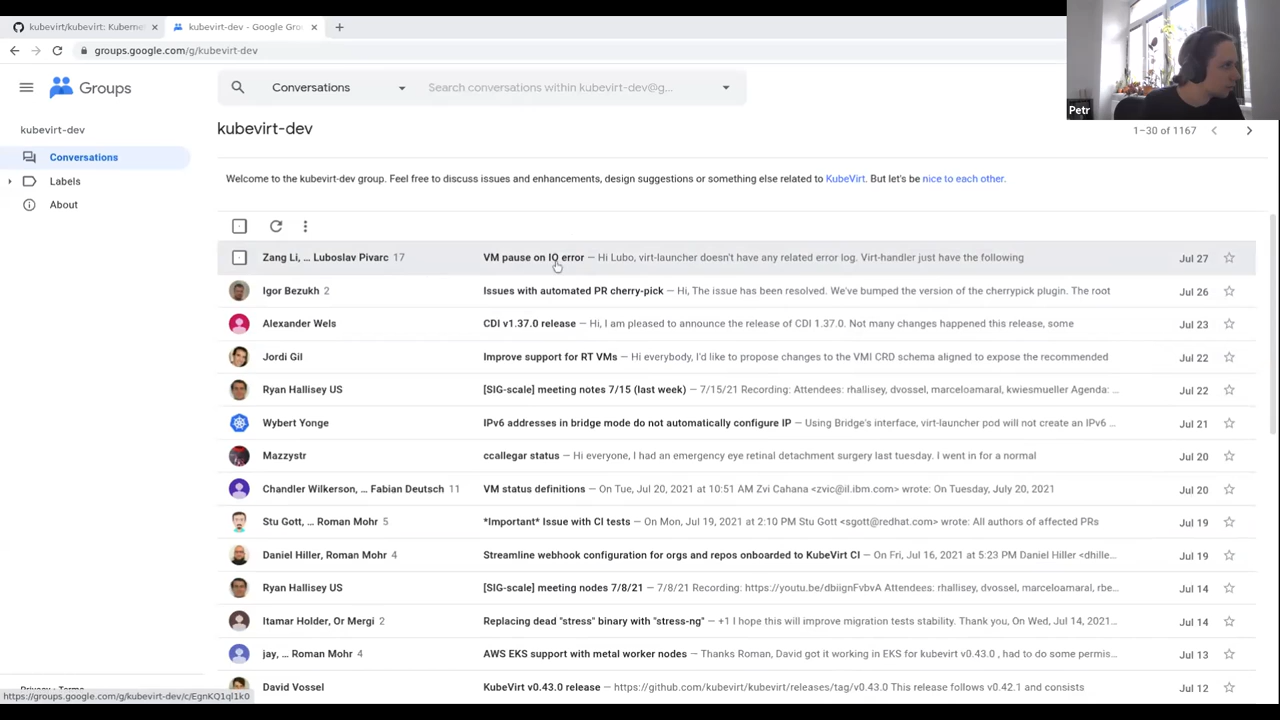 kubevirt/kubevirt: Kubern
kubevirt-dev - Google Gro
groups.google.com/g/kubevirt-dev
Petr
Groups
Conversations
Search conversations within kubevirt-dev@g...
kubevirt-dev
Conversations
Labels
About
kubevirt-dev
1–30 of 1167
Welcome to the kubevirt-dev group. Feel free to discuss issues and enhancements, design suggestions or something else related to KubeVirt. But let's be nice to each other.
Zang Li, … Luboslav Pivarc 17 VM pause on IO error — Hi Lubo, virt-launcher doesn't have any related error log. Virt-handler just have the following Jul 27
Igor Bezukh 2 Issues with automated PR cherry-pick — Hi, The issue has been resolved. We've bumped the version of the cherrypick plugin. The root Jul 26
Alexander Wels CDI v1.37.0 release — Hi, I am pleased to announce the release of CDI 1.37.0. Not many changes happened this release, some Jul 23
Jordi Gil Improve support for RT VMs — Hi everybody, I'd like to propose changes to the VMI CRD schema aligned to expose the recommended Jul 22
Ryan Hallisey US [SIG-scale] meeting notes 7/15 (last week) — 7/15/21 Recording: Attendees: rhallisey, dvossel, marceloamaral, kwiesmueller Agenda: … Jul 22
Wybert Yonge IPv6 addresses in bridge mode do not automatically configure IP — Using Bridge's interface, virt-launcher pod will not create an IPv6 … Jul 21
Mazzystr ccallegar status — Hi everyone, I had an emergency eye retinal detachment surgery last tuesday. I went in for a normal Jul 20
Chandler Wilkerson, … Fabian Deutsch 11 VM status definitions — On Tue, Jul 20, 2021 at 10:51 AM Zvi Cahana <zvic@il.ibm.com> wrote: On Tuesday, July 20, 2021 Jul 20
Stu Gott, … Roman Mohr 5 *Important* Issue with CI tests — On Mon, Jul 19, 2021 at 2:10 PM Stu Gott <sgott@redhat.com> wrote: All authors of affected PRs Jul 19
Daniel Hiller, Roman Mohr 4 Streamline webhook configuration for orgs and repos onboarded to KubeVirt CI — On Fri, Jul 16, 2021 at 5:23 PM Daniel Hiller <dhille… Jul 19
Ryan Hallisey US [SIG-scale] meeting nodes 7/8/21 — 7/8/21 Recording: https://youtu.be/dbiignFvbvA Attendees: rhallisey, dvossel, marceloamaral, rbe… Jul 14
Itamar Holder, Or Mergi 2 Replacing dead "stress" binary with "stress-ng" — +1 I hope this will improve migration tests stability. Thank you, On Wed, Jul 14, 2021… Jul 14
jay, … Roman Mohr 4 AWS EKS support with metal worker nodes — Thanks Roman, David got it working in EKS for kubevirt v0.43.0 , had to do some permis… Jul 13
David Vossel KubeVirt v0.43.0 release — https://github.com/kubevirt/kubevirt/releases/tag/v0.43.0 This release follows v0.42.1 and consists Jul 12
https://groups.google.com/g/kubevirt-dev/c/EgnKQ1ql1k0